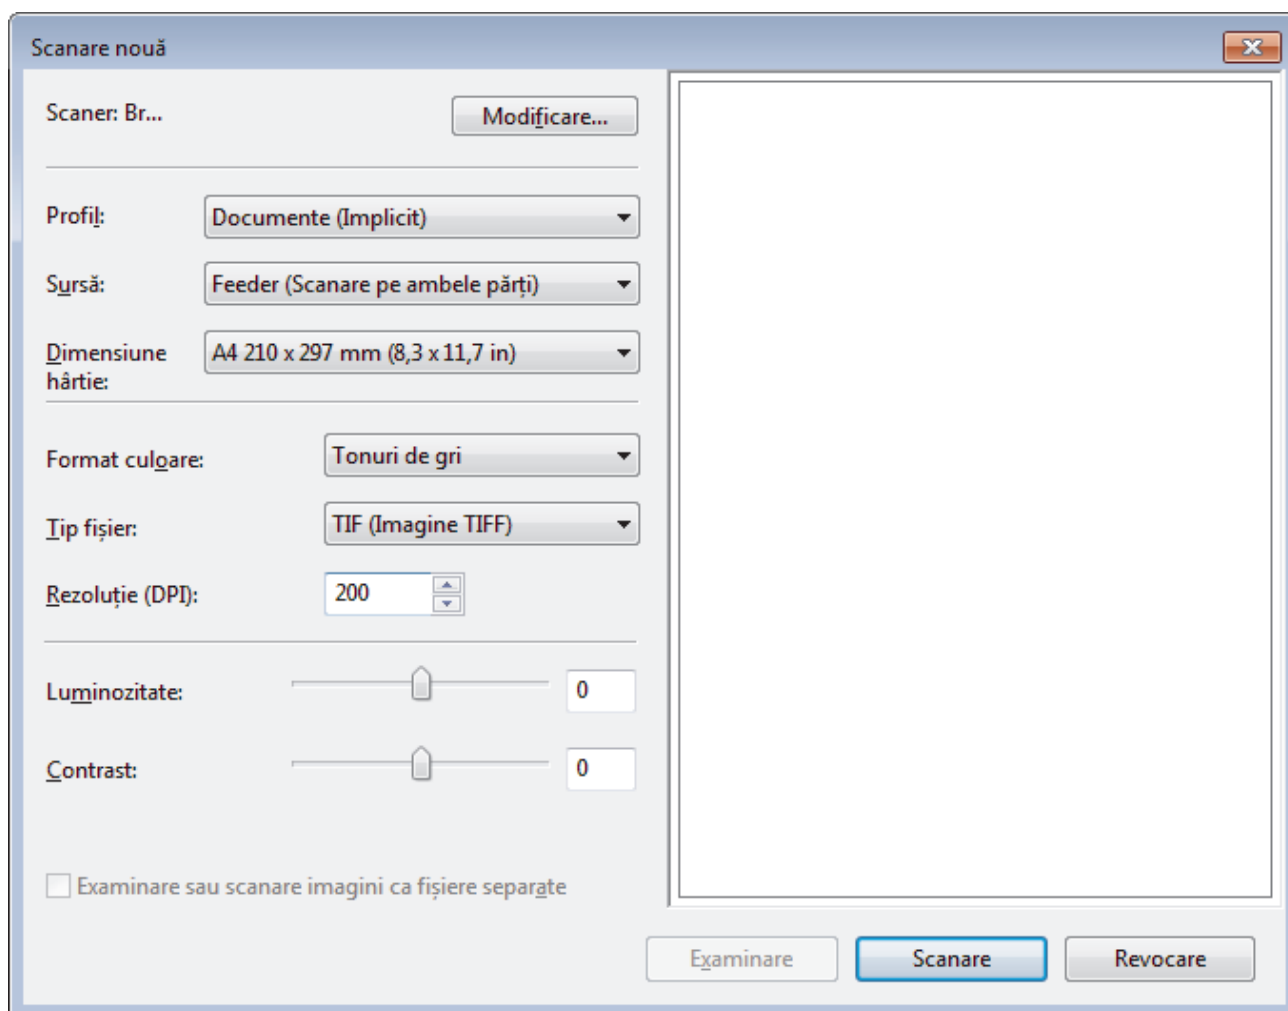 Scanare nouă
Scaner: Br...
Modificare...
Profil:
Documente (Implicit)
Sursă:
Feeder (Scanare pe ambele părți)
Dimensiune
hârtie:
A4 210 x 297 mm (8,3 x 11,7 in)
Format culoare:
Tonuri de gri
Tip fișier:
TIF (Imagine TIFF)
Rezoluție (DPI):
200
Luminozitate:
0
Contrast:
0
Examinare sau scanare imagini ca fișiere separate
Examinare
Scanare
Revocare